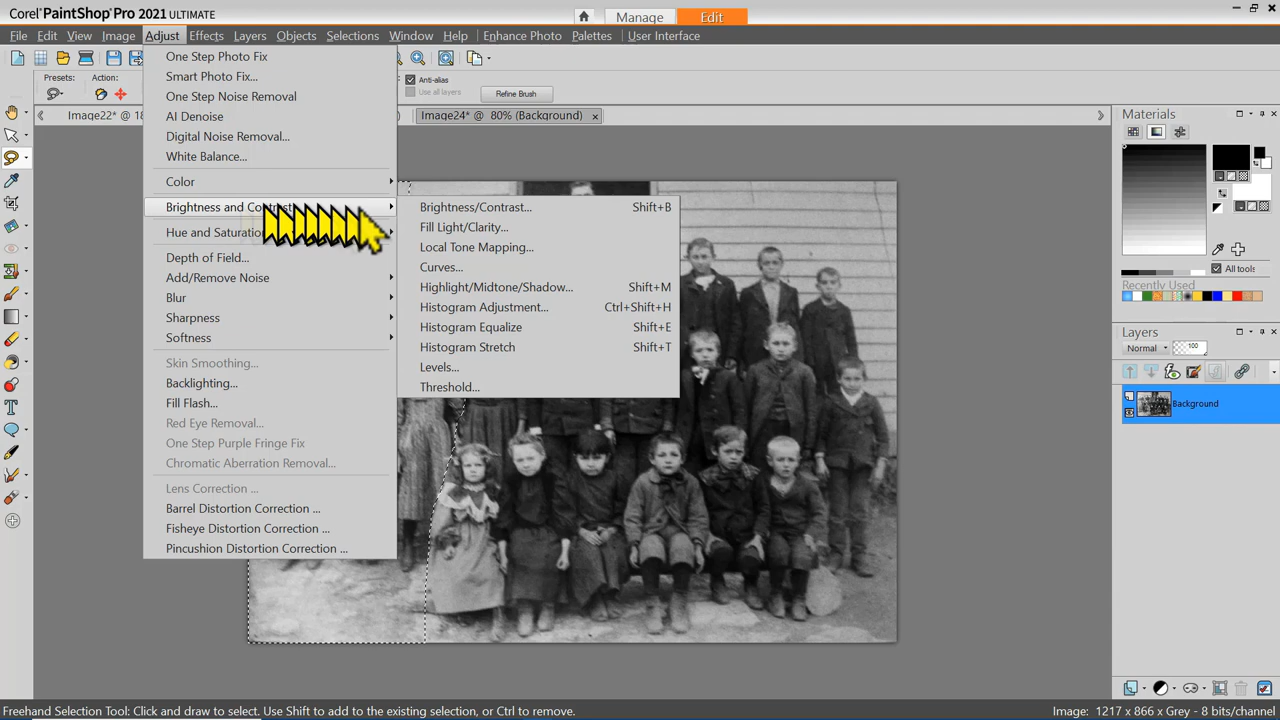 Corel® PaintShop Pro 2021 ULTIMATE
Manage
Edit
File Edit View Image Adjust Effects Layers Objects Selections Window Help Enhance Photo Palettes User Interface
Presets:
Action:
Anti-alias
Use all layers
Refine Brush
Image22* @ 18
Image24* @ 80% (Background)
One Step Photo Fix
Smart Photo Fix...
One Step Noise Removal
AI Denoise
Digital Noise Removal...
White Balance...
Color
Brightness and Contrast
Hue and Saturation
Depth of Field...
Add/Remove Noise
Blur
Sharpness
Softness
Skin Smoothing...
Backlighting...
Fill Flash...
Red Eye Removal...
One Step Purple Fringe Fix
Chromatic Aberration Removal...
Lens Correction ...
Barrel Distortion Correction ...
Fisheye Distortion Correction ...
Pincushion Distortion Correction ...
Brightness/Contrast... Shift+B
Fill Light/Clarity...
Local Tone Mapping...
Curves...
Highlight/Midtone/Shadow... Shift+M
Histogram Adjustment... Ctrl+Shift+H
Histogram Equalize Shift+E
Histogram Stretch Shift+T
Levels...
Threshold...
Materials
All tools
Recently Used
Layers
Normal
100
Background
Freehand Selection Tool: Click and draw to select. Use Shift to add to the existing selection, or Ctrl to remove.
Image: 1217 x 866 x Grey - 8 bits/channel